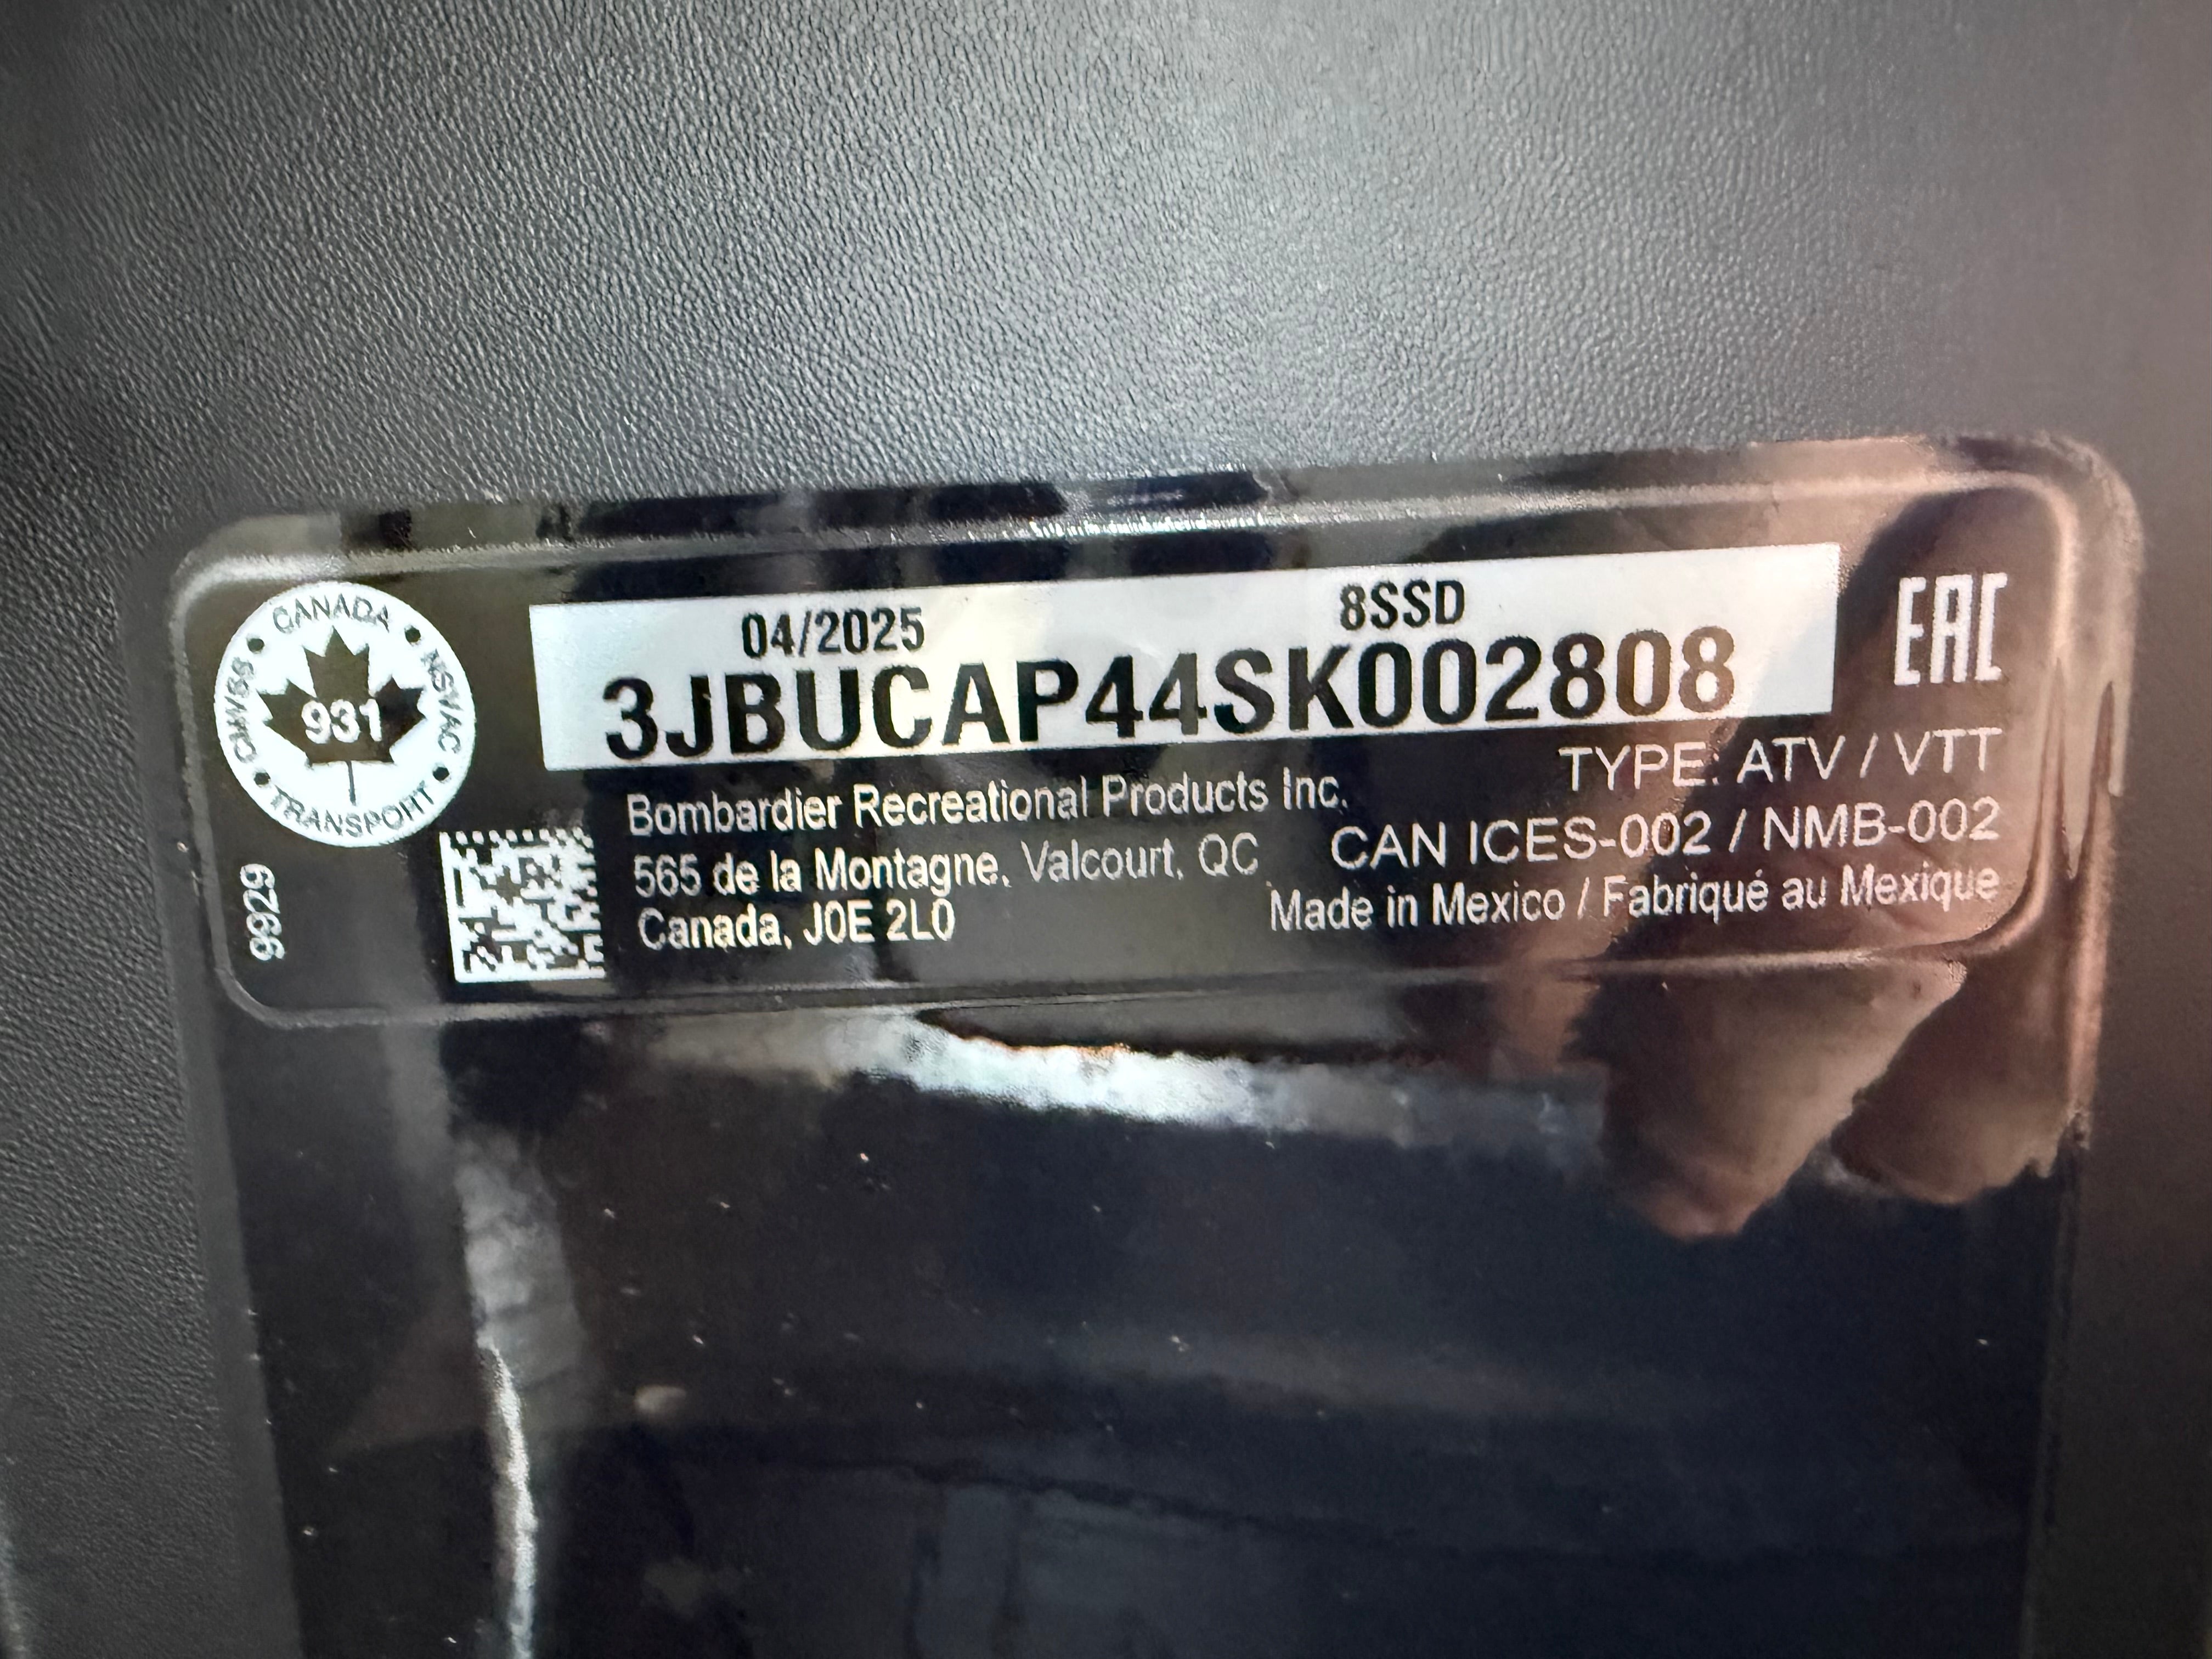 CANADA • NSVAC • TRANSPORT • CMVSS •
931
9929
04/2025 8SSD
3JBUCAP44SK002808
EAC
Bombardier Recreational Products Inc.
565 de la Montagne, Valcourt, QC
Canada, J0E 2L0
TYPE: ATV / VTT
CAN ICES-002 / NMB-002
Made in Mexico / Fabriqué au Mexique